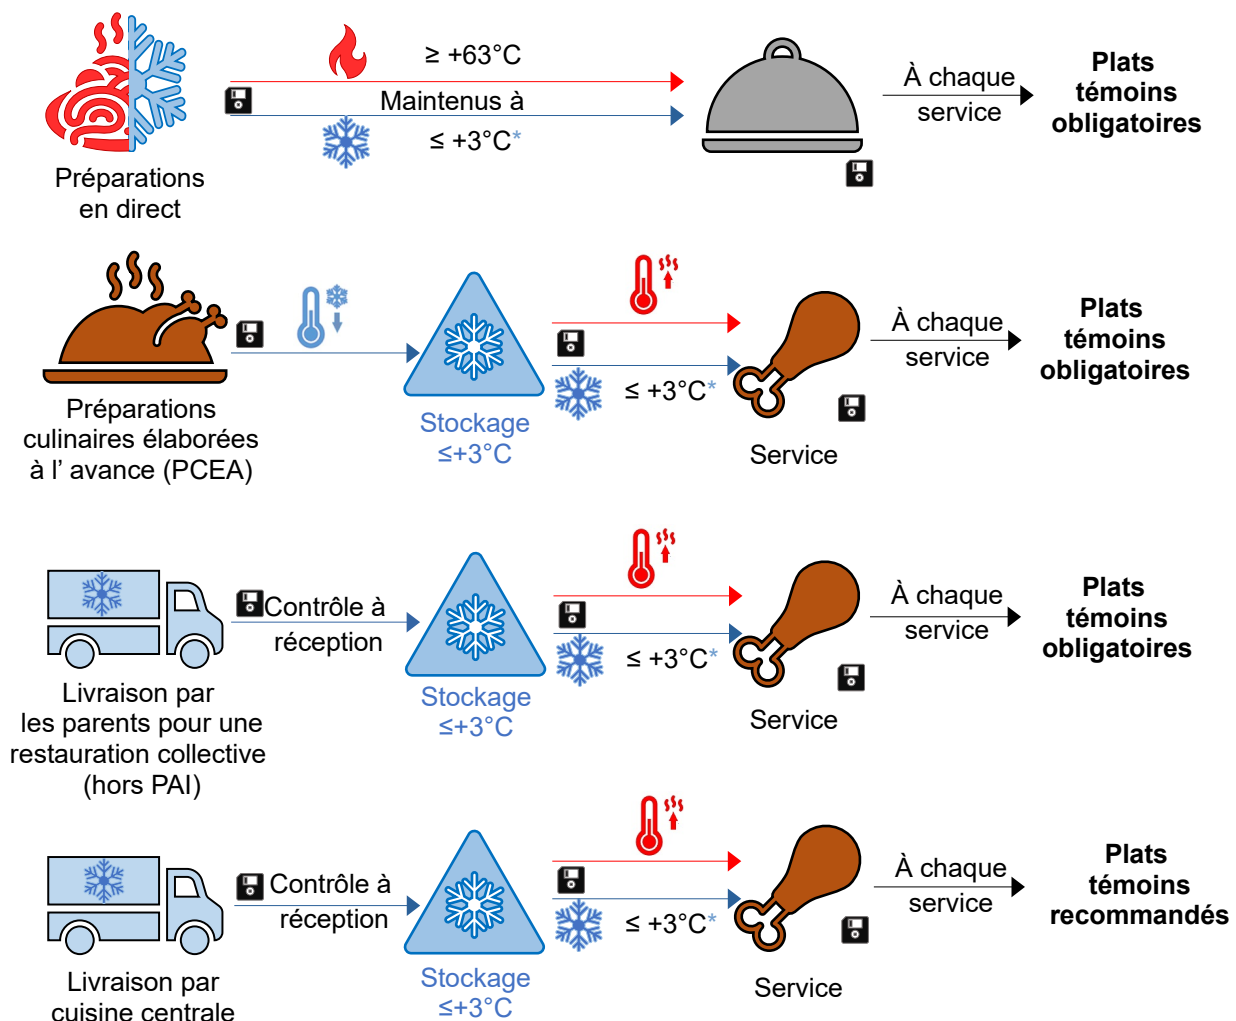 ≥ +63°C
Maintenus à
≤ +3°C*
Préparations
en direct
À chaque
service
Plats
témoins
obligatoires
Préparations
culinaires élaborées
à l’ avance (PCEA)
Stockage
≤+3°C
≤ +3°C*
Service
À chaque
service
Plats
témoins
obligatoires
Livraison par
les parents pour une
restauration collective
(hors PAI)
Contrôle à
réception
Stockage
≤+3°C
≤ +3°C*
Service
À chaque
service
Plats
témoins
obligatoires
Livraison par
cuisine centrale
Contrôle à
réception
Stockage
≤+3°C
≤ +3°C*
Service
À chaque
service
Plats
témoins
recommandés